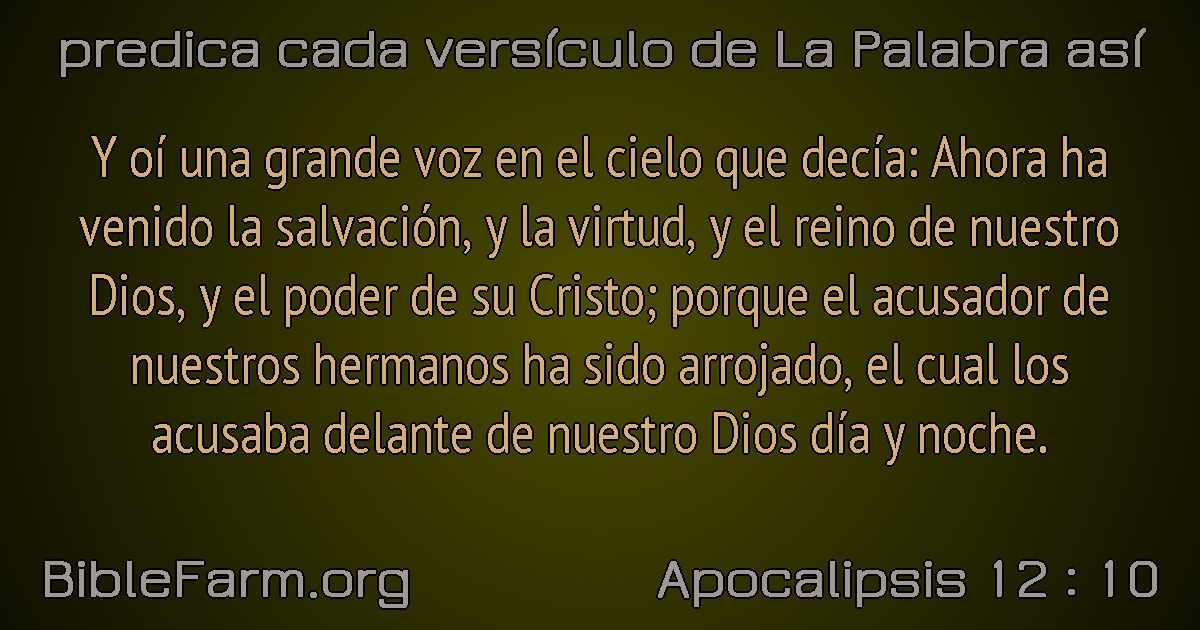 predica cada versículo de La Palabra así
Y oí una grande voz en el cielo que decía: Ahora ha
venido la salvación, y la virtud, y el reino de nuestro
Dios, y el poder de su Cristo; porque el acusador de
nuestros hermanos ha sido arrojado, el cual los
acusaba delante de nuestro Dios día y noche.
BibleFarm.org
Apocalipsis 12 : 10